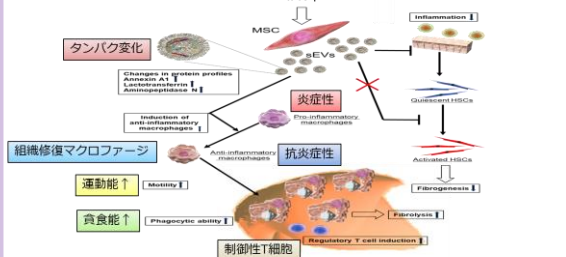 MSC
Inflammation
タンパク変化
sEVs
Changes in protein profiles
Annexin A1
Lactotransferrin
Aminopeptidase N
炎症性
Quiescent HSCs
Induction of
anti-inflammatory
macrophages
Pro-inflammatory
macrophages
組織修復マクロファージ
Anti-inflammatory
macrophages
抗炎症性
Activated HSCs
運動能↑
Motility
Fibrogenesis
貪食能↑
Phagocytic ability
Fibrolysis
制御性T細胞
Regulatory T cell induction